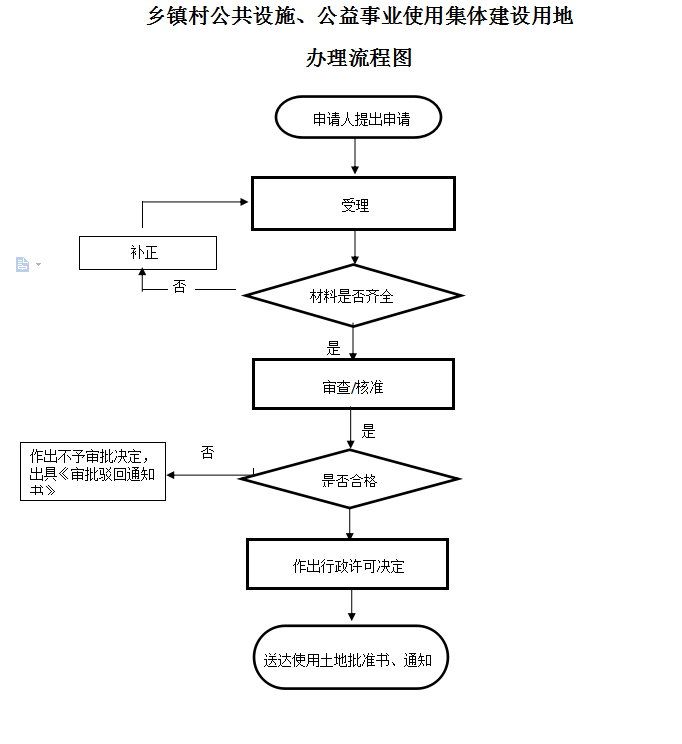 乡镇村公共设施、公益事业使用集体建设用地
办理流程图
申请人提出申请
受理
补正
否
材料是否齐全
是
审查/核准
是
否
作出不予审批决定，
出具《审批驳回通知
书》
是否合格
作出行政许可决定
送达使用土地批准书、通知